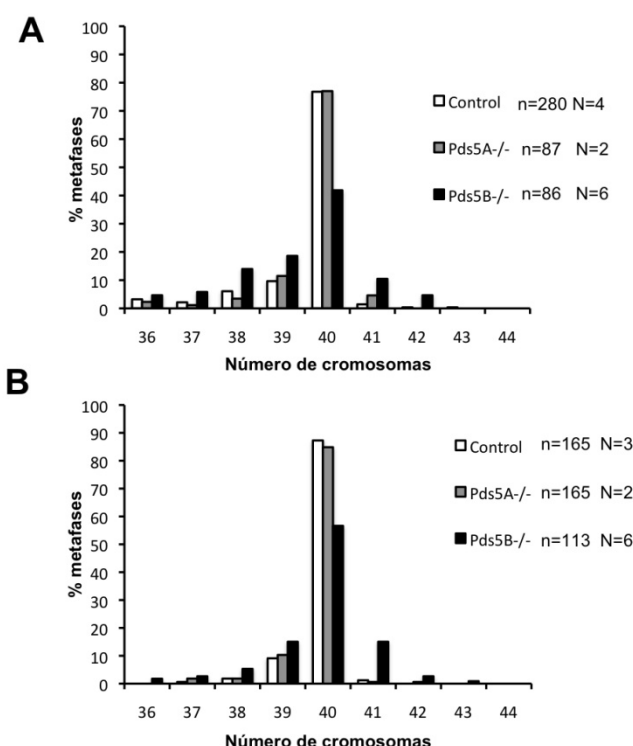 A
% metafases
100
90
80
70
60
50
40
30
20
10
0
36 37 38 39 40 41 42 43 44
Número de cromosomas
Control n=280 N=4
Pds5A-/- n=87 N=2
Pds5B-/- n=86 N=6
B
% metafases
100
90
80
70
60
50
40
30
20
10
0
36 37 38 39 40 41 42 43 44
Número de cromosomas
Control n=165 N=3
Pds5A-/- n=165 N=2
Pds5B-/- n=113 N=6